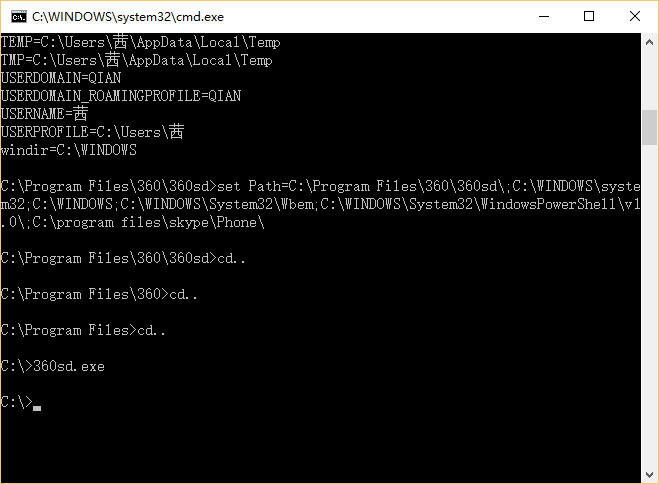 C:\WINDOWS\system32\cmd.exe
TEMP=C:\Users\茜\AppData\Local\Temp
TMP=C:\Users\茜\AppData\Local\Temp
USERDOMAIN=QIAN
USERDOMAIN_ROAMINGPROFILE=QIAN
USERNAME=茜
USERPROFILE=C:\Users\茜
windir=C:\WINDOWS
C:\Program Files\360\360sd>set Path=C:\Program Files\360\360sd\;C:\WINDOWS\syste
m32;C:\WINDOWS;C:\WINDOWS\System32\Wbem;C:\WINDOWS\System32\WindowsPowerShell\v1
.0\;C:\program files\skype\Phone\
C:\Program Files\360\360sd>cd..
C:\Program Files\360>cd..
C:\Program Files>cd..
C:\>360sd.exe
C:\>